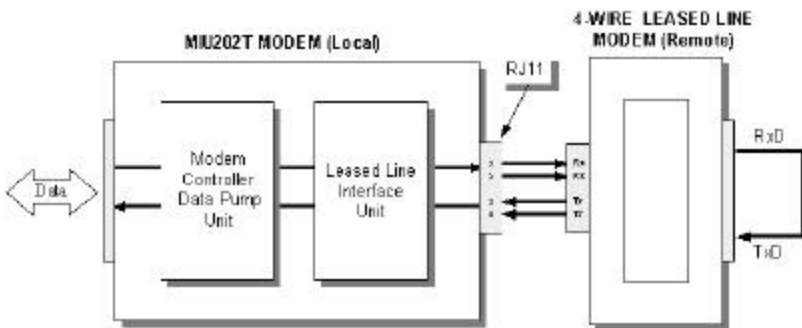 4-WIRE LEASED LINE
MODEM (Remote)
MIU202T MODEM (Local)
RJ11
Modem
Controller
Data Pump
Unit
Leased Line
Interface
Unit
Data
RxD
TxD